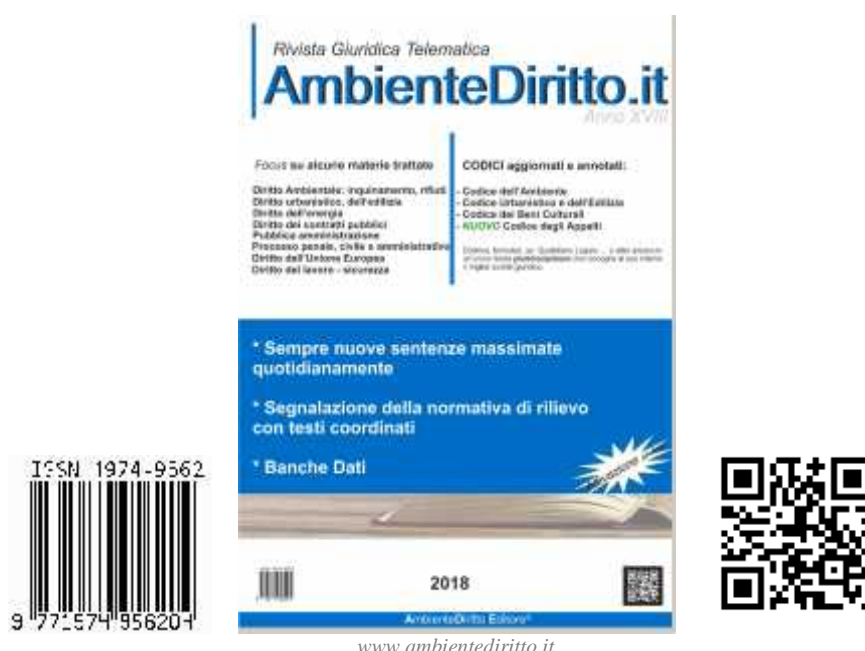 Rivista Giuridica Telematica
AmbienteDiritto.it
Anno XVIII
Focus su alcune materie trattate
Diritto Ambientale: inquinamento, rifiuti
Diritto urbanistico, dell'edilizia
Diritto dell'energia
Diritto dei contratti pubblici
Pubblica amministrazione
Processo penale, civile e amministrativo
Diritto dell'Unione Europea
Diritto del lavoro - sicurezza
CODICI aggiornati e annotati:
- Codice dell'Ambiente
- Codice Urbanistica e dell'Edilizia
- Codice dei Beni Culturali
- NUOVO Codice degli Appalti
* Sempre nuove sentenze massimate
quotidianamente
* Segnalazione della normativa di rilievo
con testi coordinati
* Banche Dati
ISSN 1974-9562
9 771974 956204
2018
AmbienteDiritto Editore®
www.ambientediritto.it